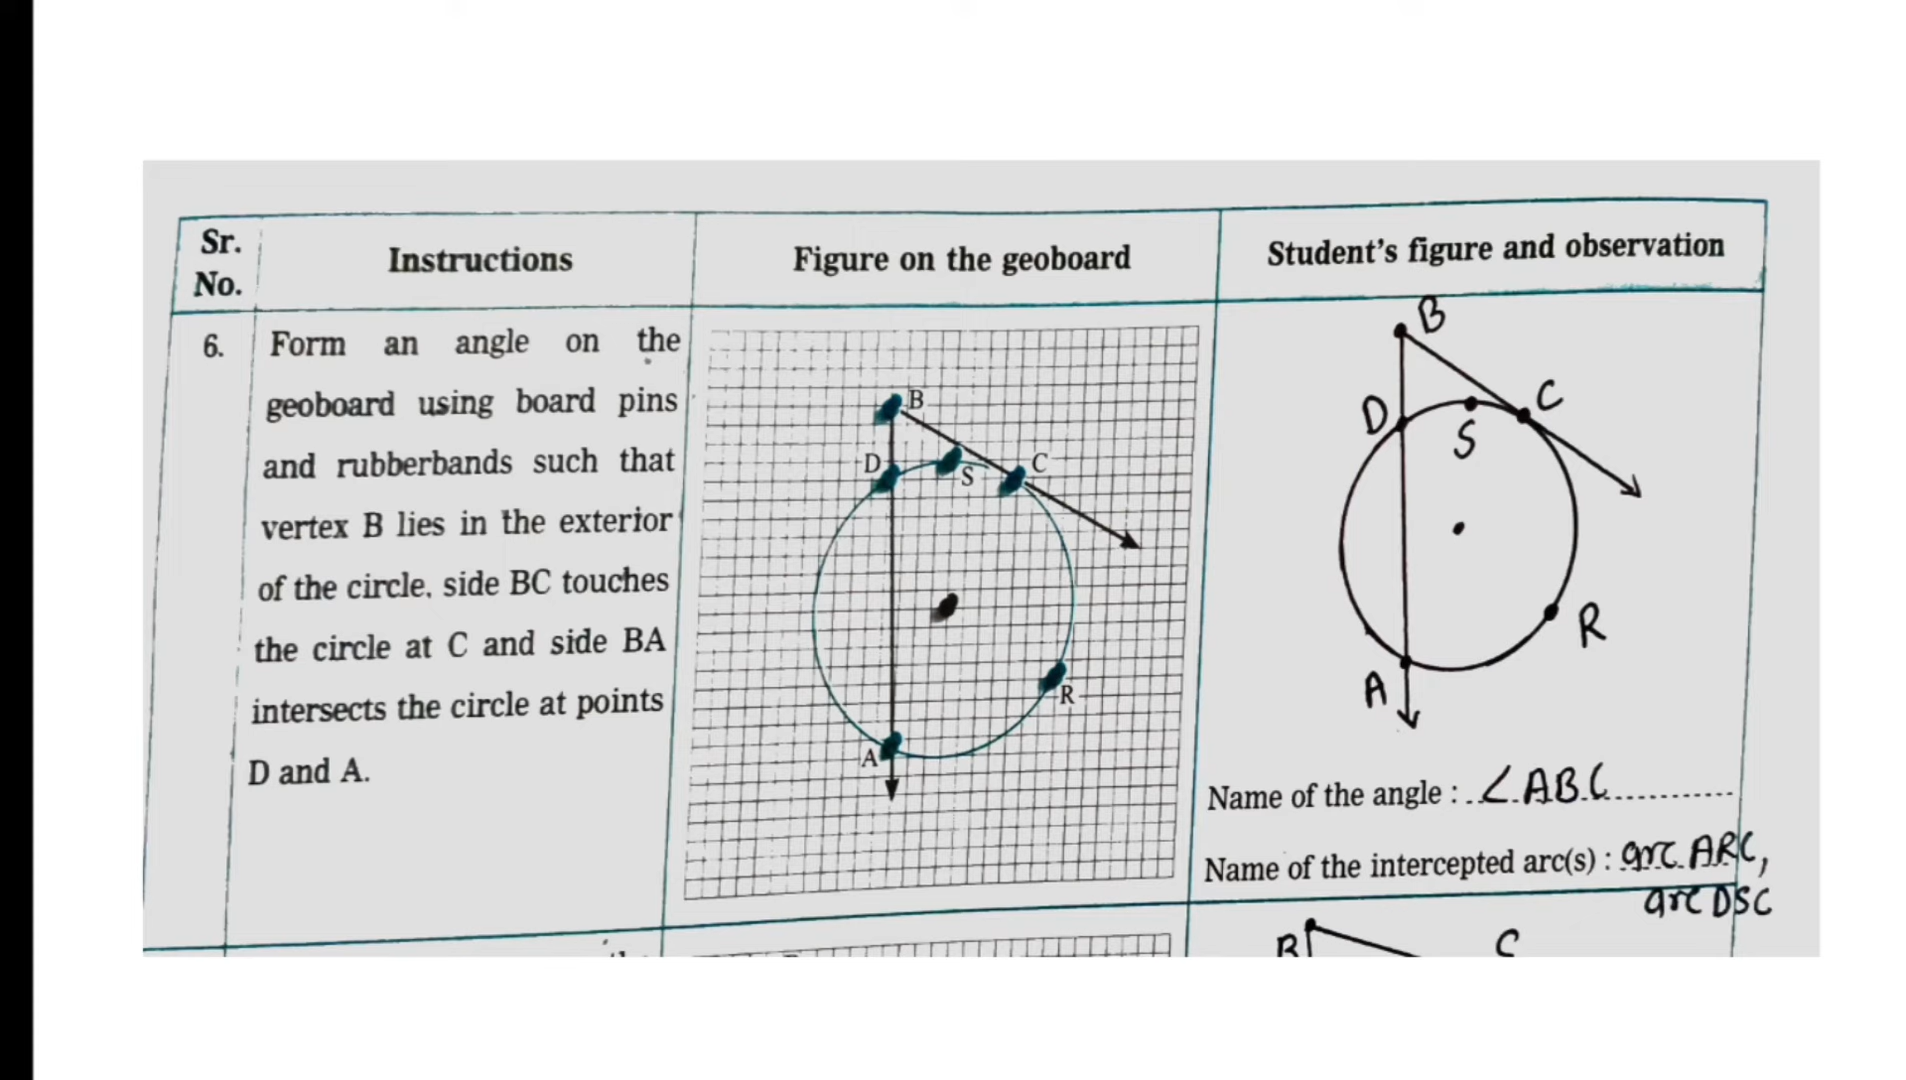 Sr.
No.
Instructions
Figure on the geoboard
Student's figure and observation
6.
Form an angle on the
geoboard using board pins
and rubberbands such that
vertex B lies in the exterior
of the circle, side BC touches
the circle at C and side BA
intersects the circle at points
D and A.
B
D
S
C
R
A
B
D
S
C
R
A
Name of the angle : ∠ABC
Name of the intercepted arc(s) : arc ARC,
arc DSC
B
C